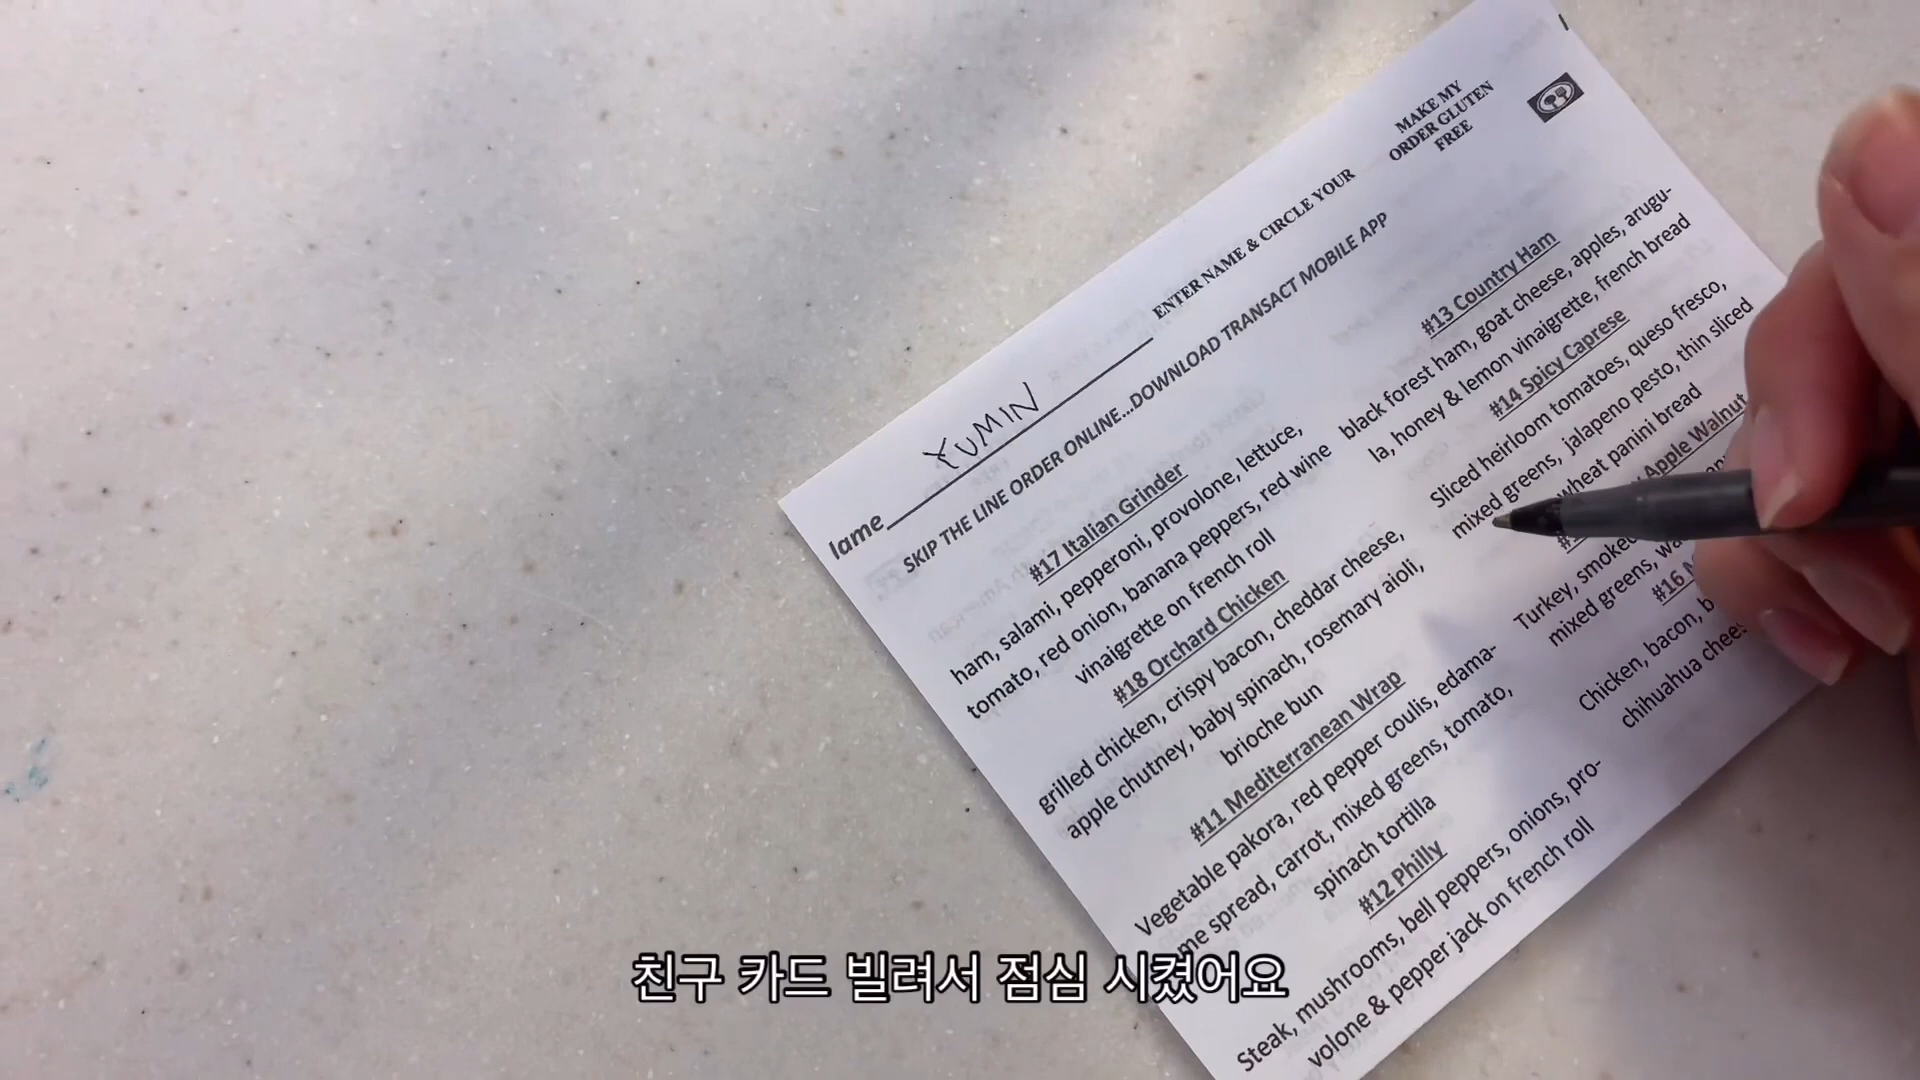 MAKE MY
ORDER GLUTEN
FREE
ENTER NAME & CIRCLE YOUR
lame YUMIN
SKIP THE LINE ORDER ONLINE...DOWNLOAD TRANSACT MOBILE APP
#17 Italian Grinder
ham, salami, pepperoni, provolone, lettuce,
tomato, red onion, banana peppers, red wine
vinaigrette on french roll
#18 Orchard Chicken
grilled chicken, crispy bacon, cheddar cheese,
apple chutney, baby spinach, rosemary aioli,
brioche bun
#11 Mediterranean Wrap
Vegetable pakora, red pepper coulis, edama-
me spread, carrot, mixed greens, tomato,
spinach tortilla
#12 Philly
Steak, mushrooms, bell peppers, onions, pro-
volone & pepper jack on french roll
#13 Country Ham
black forest ham, goat cheese, apples, arugu-
la, honey & lemon vinaigrette, french bread
#14 Spicy Caprese
Sliced heirloom tomatoes, queso fresco,
mixed greens, jalapeno pesto, thin sliced
wheat panini bread
Apple Walnut
Turkey, smoked
mixed greens,
#16
Chicken, bacon,
chihuahua
친구 카드 빌려서 점심 시켰어요